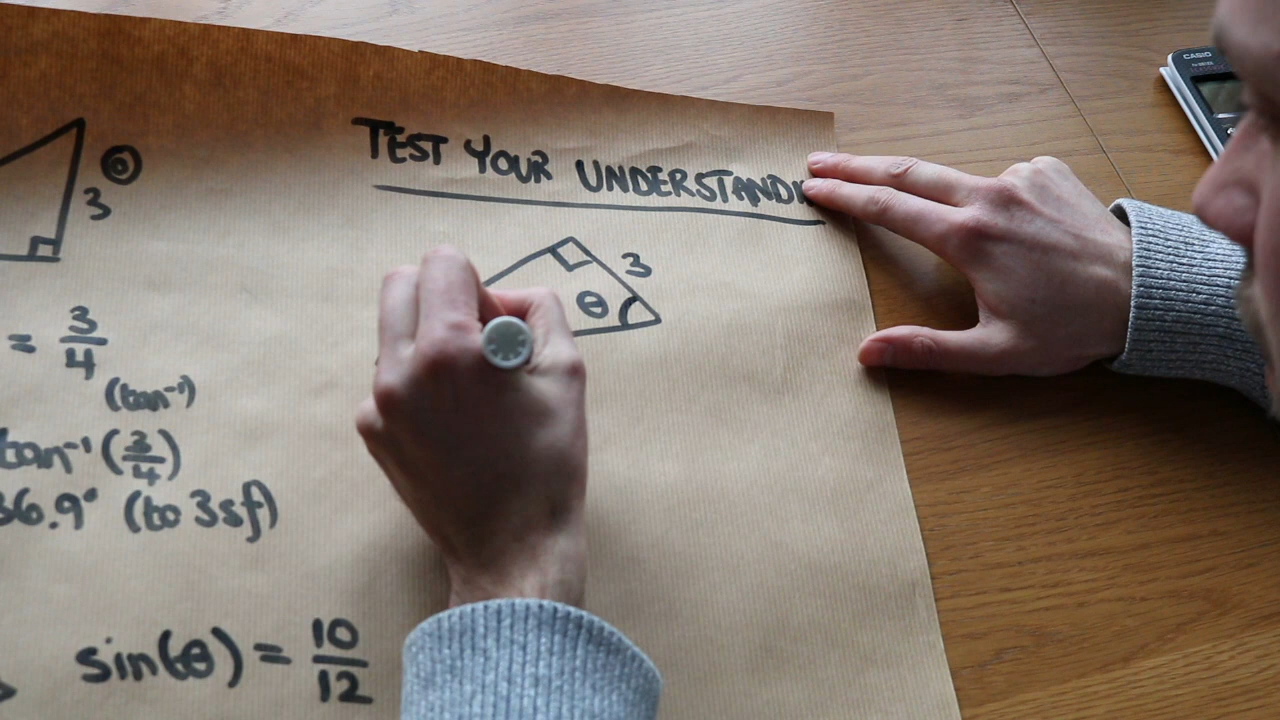 TEST YOUR
3
3
θ
= 3/4
(tan⁻¹)
tan⁻¹ (3/4)
36.9° (to 3sf)
sin(θ) = 10/12
CASIO